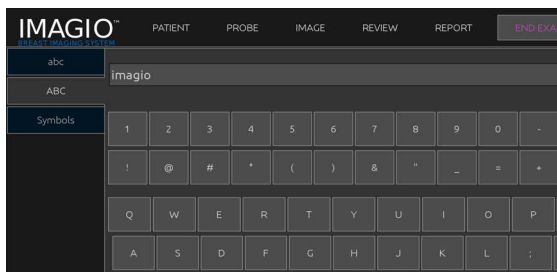 IMAGIO™ PATIENT PROBE IMAGE REVIEW REPORT END EXA
BREAST IMAGING SYSTEM
abc
imagio
ABC
Symbols
1 2 3 4 5 6 7 8 9 0 -
! @ # * ( ) & " _ = +
Q W E R T Y U I O P
A S D F G H J K L ;